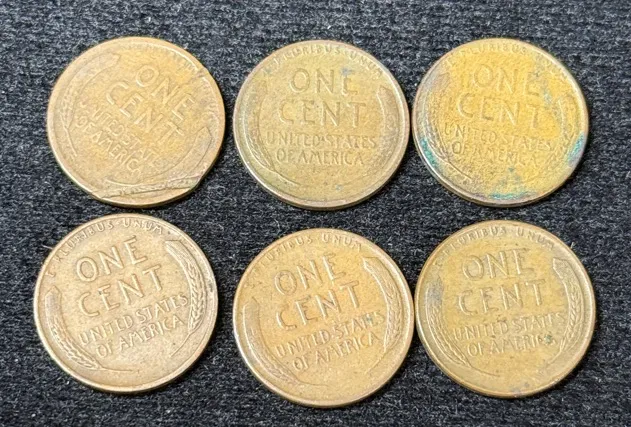 ONE
CENT
UNITED STATES
OF AMERICA
E PLURIBUS UNUM
ONE
CENT
UNITED STATES
OF AMERICA
PLURIBUS
ONE
CENT
UNITED STATES
OF AMERICA
PLURIBUS UNUM
ONE
CENT
UNITED STATES
OF AMERICA
PLURIBUS UNUM
ONE
CENT
UNITED STATES
OF AMERICA
PLURIBUS UNUM
ONE
CENT
UNITED STATES
OF AMERICA